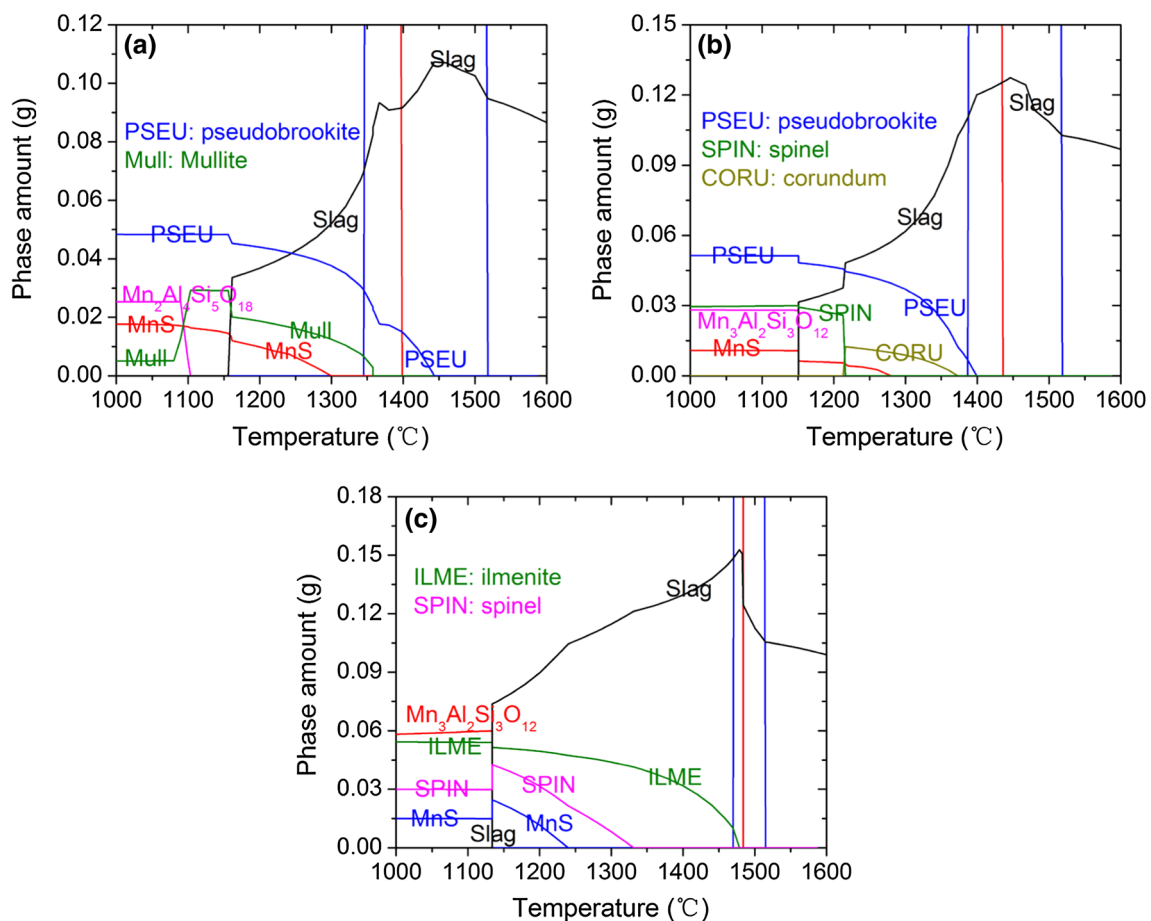 (a)
0.12
0.10
0.08
0.06
0.04
0.02
0.00
Phase amount (g)
PSEU: pseudobrookite
Mull: Mullite
Slag
Slag
PSEU
Mn₂Al₄Si₅O₁₈
MnS
Mull
Mull
MnS
PSEU
1000 1100 1200 1300 1400 1500 1600
Temperature (℃)
(b)
0.15
0.12
0.09
0.06
0.03
0.00
Phase amount (g)
PSEU: pseudobrookite
SPIN: spinel
CORU: corundum
Slag
Slag
PSEU
SPIN
PSEU
Mn₃Al₂Si₃O₁₂
MnS
CORU
1000 1100 1200 1300 1400 1500 1600
Temperature (℃)
(c)
0.18
0.15
0.12
0.09
0.06
0.03
0.00
Phase amount (g)
ILME: ilmenite
SPIN: spinel
Slag
Mn₃Al₂Si₃O₁₂
ILME
SPIN
MnS
Slag
SPIN
MnS
ILME
1000 1100 1200 1300 1400 1500 1600
Temperature (℃)